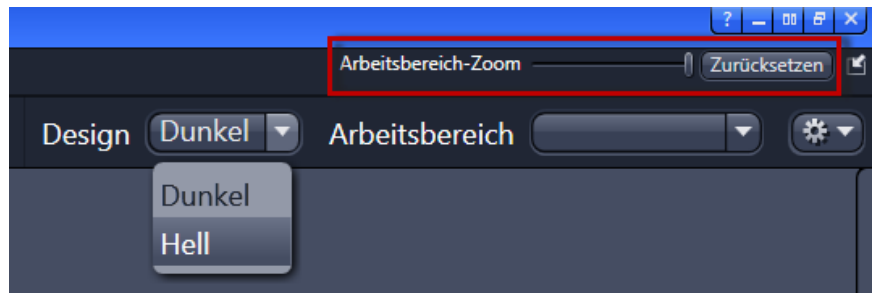 ?
Arbeitsbereich-Zoom Zurücksetzen
Design Dunkel Arbeitsbereich
Dunkel
Hell